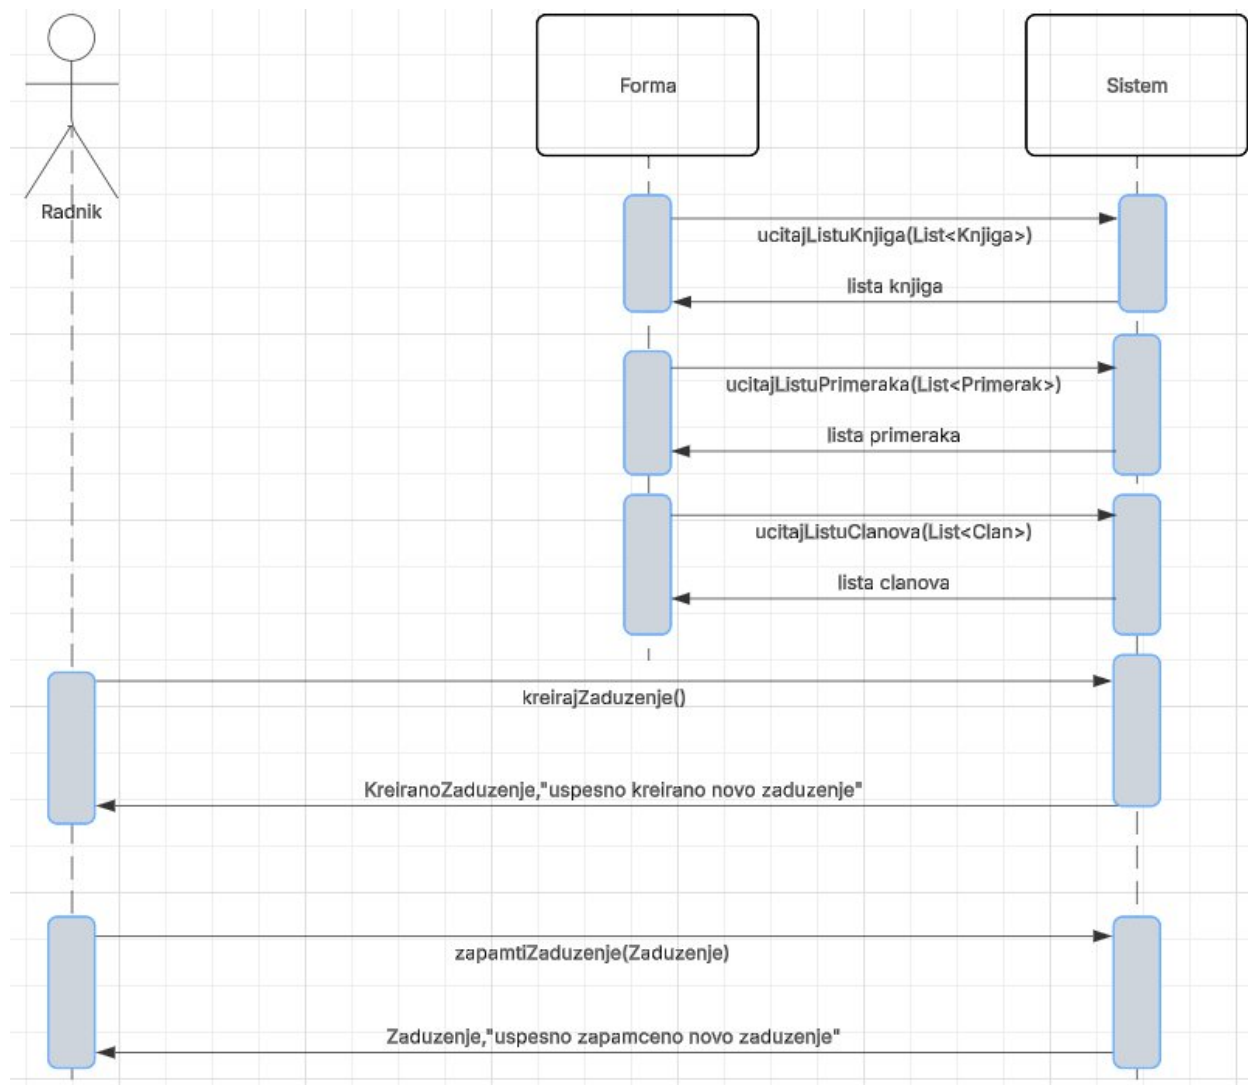 Forma
Sistem
Radnik
ucitajListuKnjiga(List<Knjiga>)
lista knjiga
ucitajListuPrimeraka(List<Primerak>)
lista primeraka
ucitajListuClanova(List<Clan>)
lista clanova
kreirajZaduzenje()
KreiranoZaduzenje,"uspesno kreirano novo zaduzenje"
zapamtiZaduzenje(Zaduzenje)
Zaduzenje,"uspesno zapamceno novo zaduzenje"